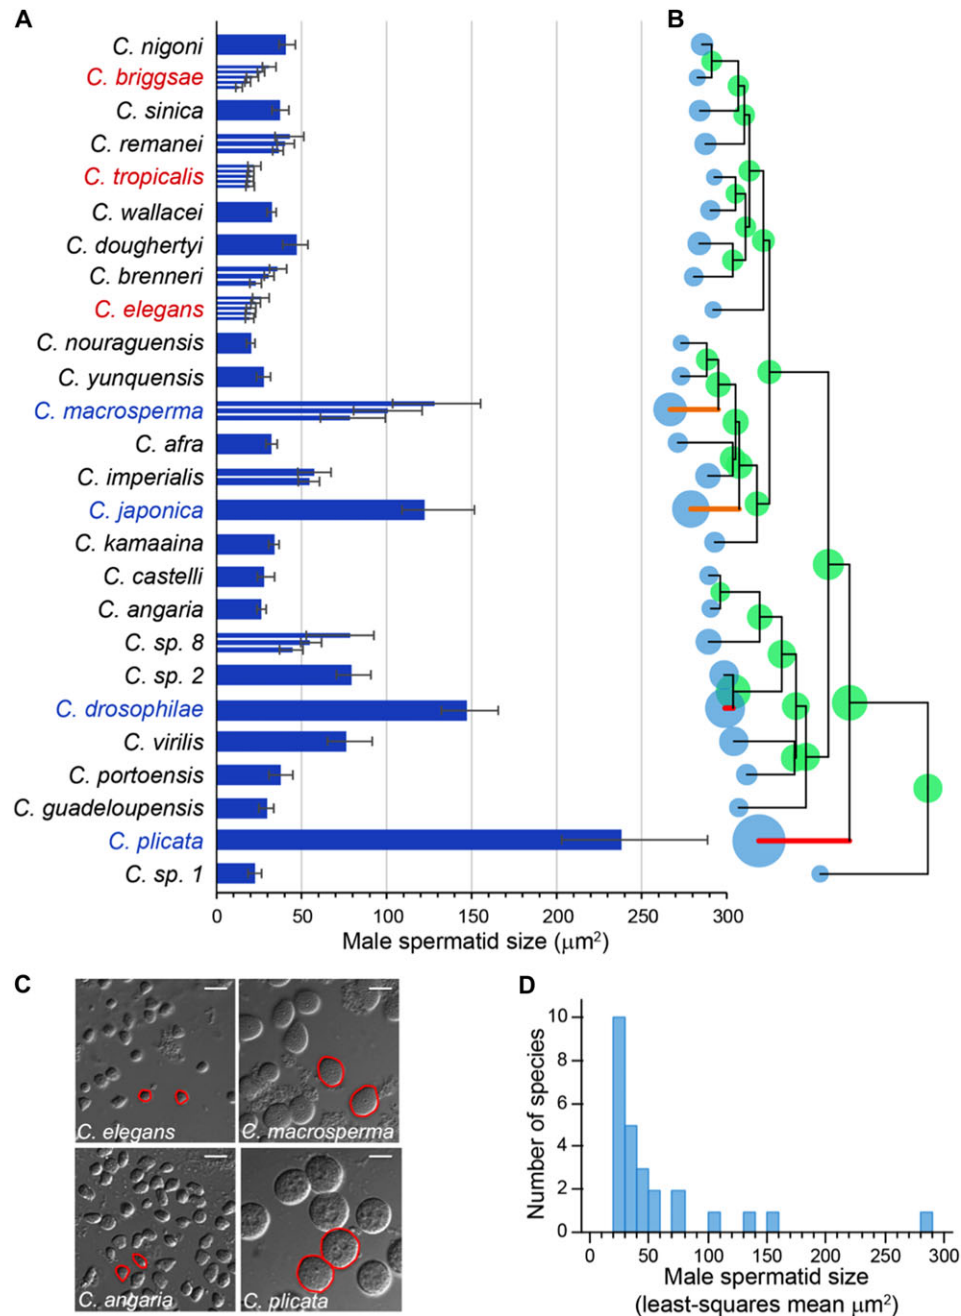 A
B
C. nigoni
C. briggsae
C. sinica
C. remanei
C. tropicalis
C. wallacei
C. doughertyi
C. brenneri
C. elegans
C. nouraguensis
C. yunquensis
C. macrosperma
C. afra
C. imperialis
C. japonica
C. kamaaina
C. castelli
C. angaria
C. sp. 8
C. sp. 2
C. drosophilae
C. virilis
C. portoensis
C. guadeloupensis
C. plicata
C. sp. 1
0 50 100 150 200 250 300
Male spermatid size (μm²)
C
C. elegans
C. macrosperma
C. angaria
C. plicata
D
Number of species
10
8
6
4
2
0
0 50 100 150 200 250 300
Male spermatid size
(least-squares mean μm²)